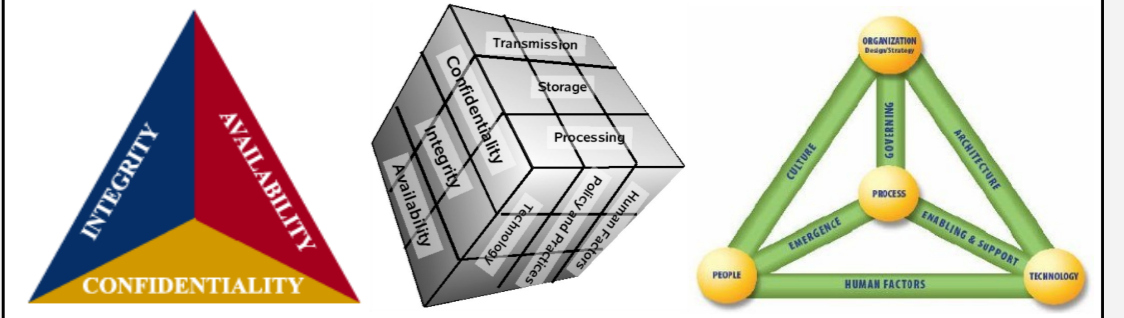 INTEGRITY
AVAILABILITY
CONFIDENTIALITY
Transmission
Storage
Processing
Confidentiality
Integrity
Availability
Technology
Policy and Practices
Human Factors
ORGANIZATION
Design/Strategy
CULTURE
GOVERNING
ARCHITECTURE
PROCESS
EMERGENCE
ENABLING & SUPPORT
PEOPLE
TECHNOLOGY
HUMAN FACTORS